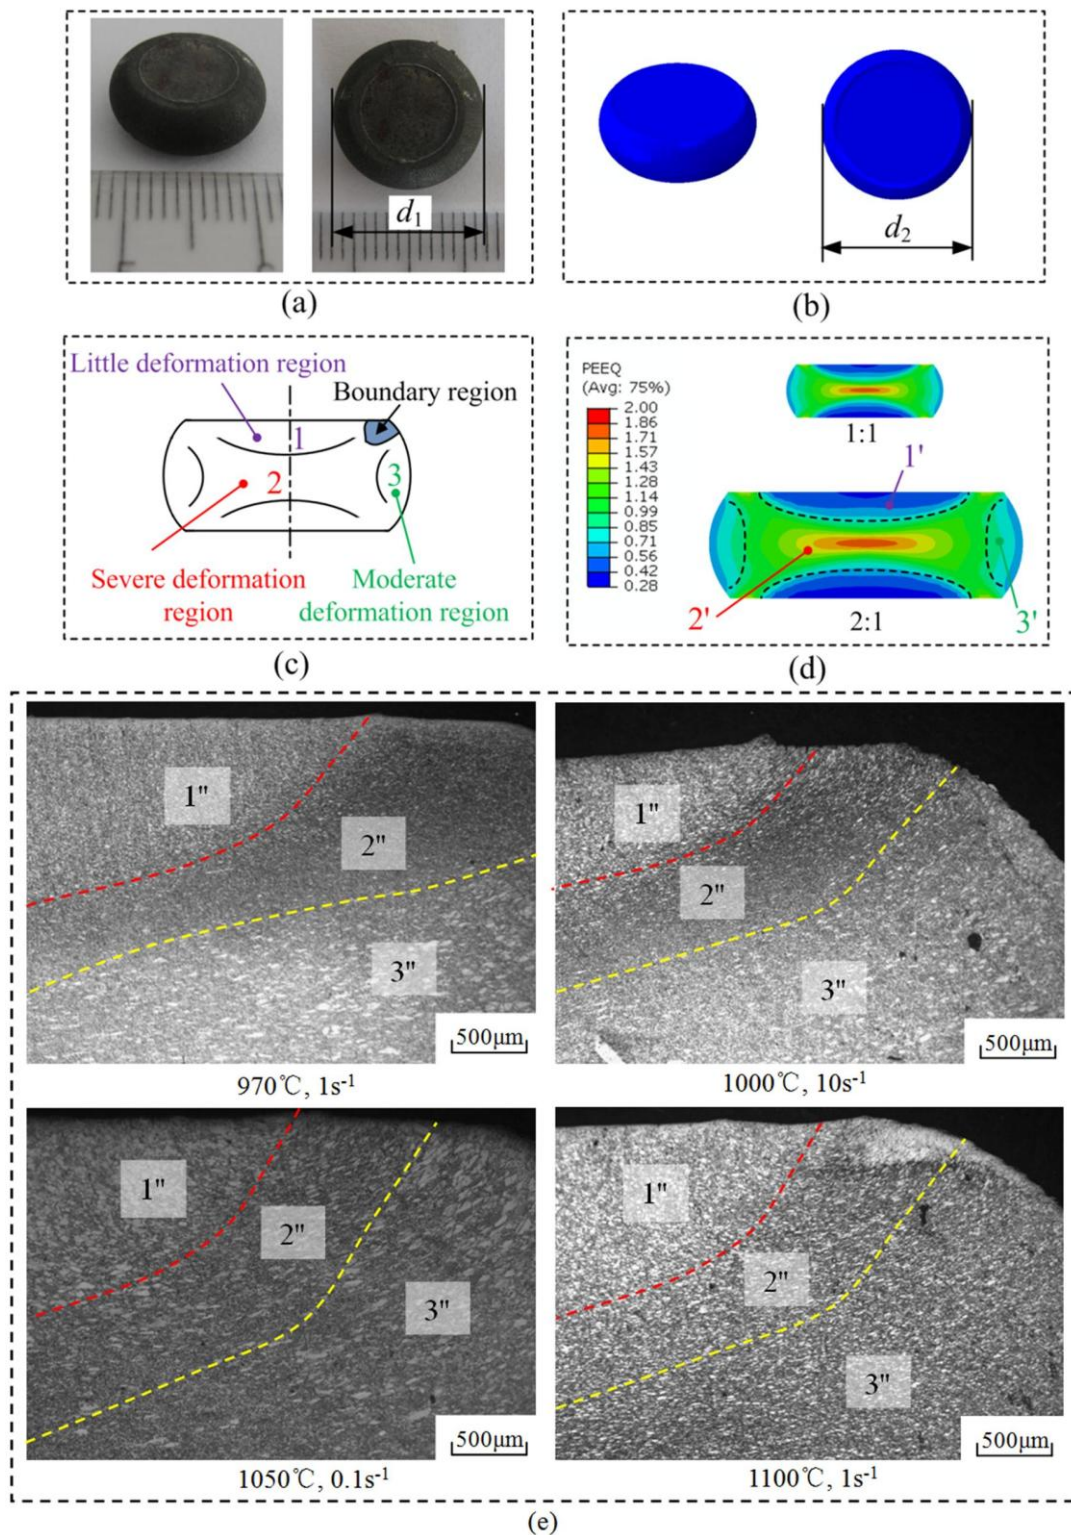 d1
(a)
d2
(b)
Little deformation region
Boundary region
1
2
3
Severe deformation
region
Moderate
deformation region
(c)
PEEQ
(Avg: 75%)
2.00
1.86
1.71
1.57
1.43
1.28
1.14
0.99
0.85
0.71
0.56
0.42
0.28
1:1
1'
2'
2:1
3'
(d)
1"
2"
3"
500μm
970℃, 1s-1
1"
2"
3"
500μm
1000℃, 10s-1
1"
2"
3"
500μm
1050℃, 0.1s-1
1"
2"
3"
500μm
1100℃, 1s-1
(e)